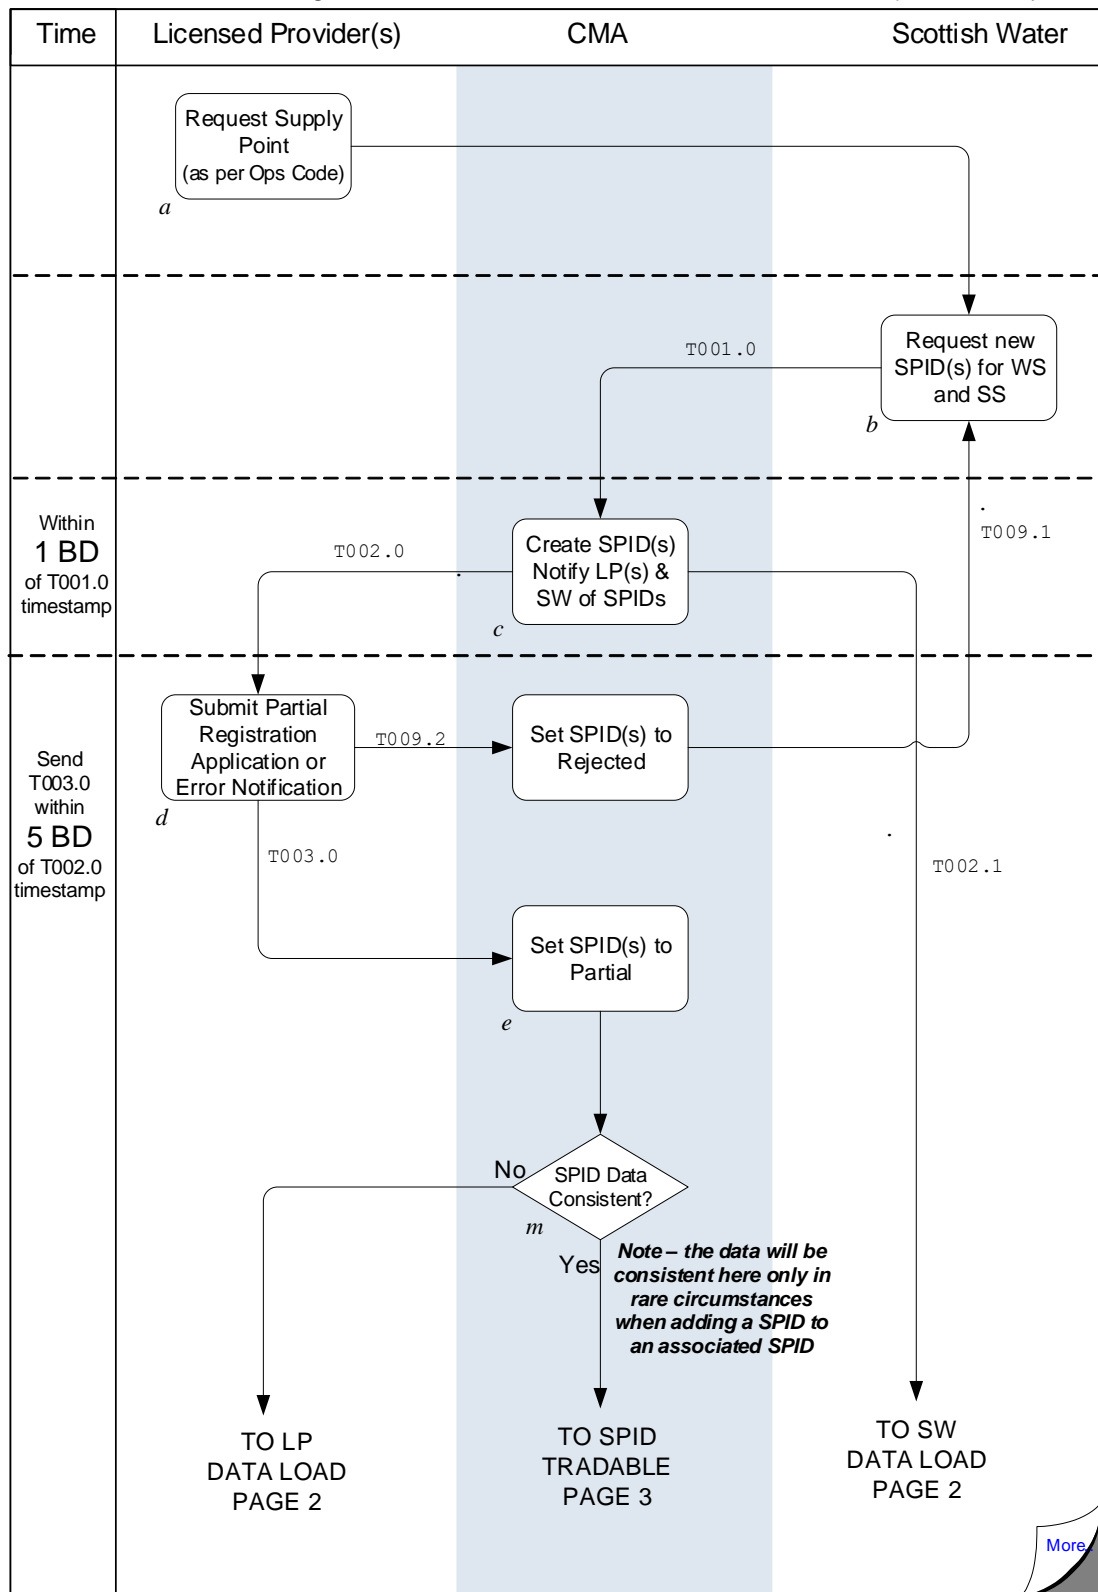 Time
Licensed Provider(s)
CMA
Scottish Water
Request Supply
Point
(as per Ops Code)
a
Request new
SPID(s) for WS
and SS
b
T001.0
Within
1 BD
of T001.0
timestamp
T002.0
Create SPID(s)
Notify LP(s) &
SW of SPIDs
c
T009.1
Send
T003.0
within
5 BD
of T002.0
timestamp
Submit Partial
Registration
Application or
Error Notification
d
T009.2
Set SPID(s) to
Rejected
T003.0
T002.1
Set SPID(s) to
Partial
e
No
SPID Data
Consistent?
m
Yes
Note – the data will be
consistent here only in
rare circumstances
when adding a SPID to
an associated SPID
TO LP
DATA LOAD
PAGE 2
TO SPID
TRADABLE
PAGE 3
TO SW
DATA LOAD
PAGE 2
More..